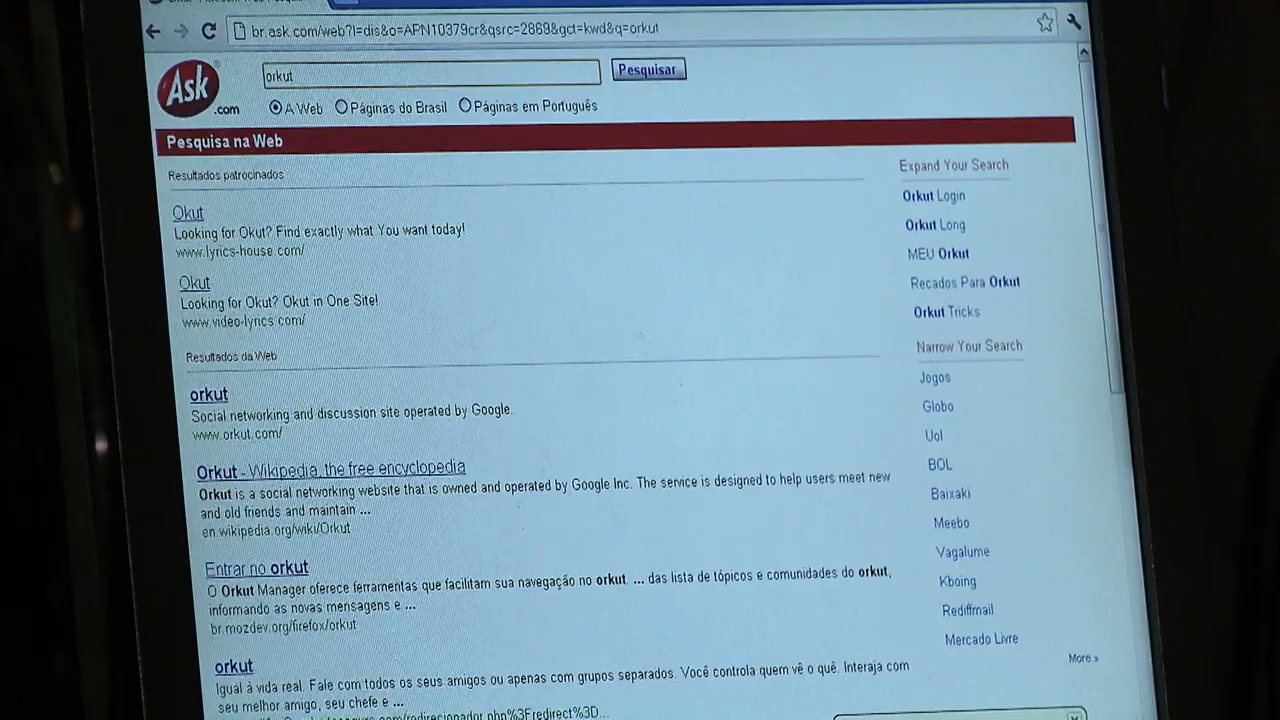 br.ask.com/web?l=dis&o=APN10379cr&qsrc=2869&gct=kwd&q=orkut
Ask
.com
orkut
Pesquisar
A Web
Páginas do Brasil
Páginas em Português
Pesquisa na Web
Resultados patrocinados
Okut
Looking for Okut? Find exactly what You want today!
www.lyrics-house.com/
Okut
Looking for Okut? Okut in One Site!
www.video-lyrics.com/
Resultados da Web
orkut
Social networking and discussion site operated by Google.
www.orkut.com/
Orkut - Wikipedia, the free encyclopedia
Orkut is a social networking website that is owned and operated by Google Inc. The service is designed to help users meet new
and old friends and maintain ...
en.wikipedia.org/wiki/Orkut
Entrar no orkut
O Orkut Manager oferece ferramentas que facilitam sua navegação no orkut. ... das lista de tópicos e comunidades do orkut,
informando as novas mensagens e ...
br.mozdev.org/firefox/orkut
orkut
Igual à vida real. Fale com todos os seus amigos ou apenas com grupos separados. Você controla quem vê o quê. Interaja com
seu melhor amigo, seu chefe e ...
Expand Your Search
Orkut Login
Orkut Long
MEU Orkut
Recados Para Orkut
Orkut Tricks
Narrow Your Search
Jogos
Globo
Uol
BOL
Baixaki
Meebo
Vagalume
Kboing
Rediffmail
Mercado Livre
More »